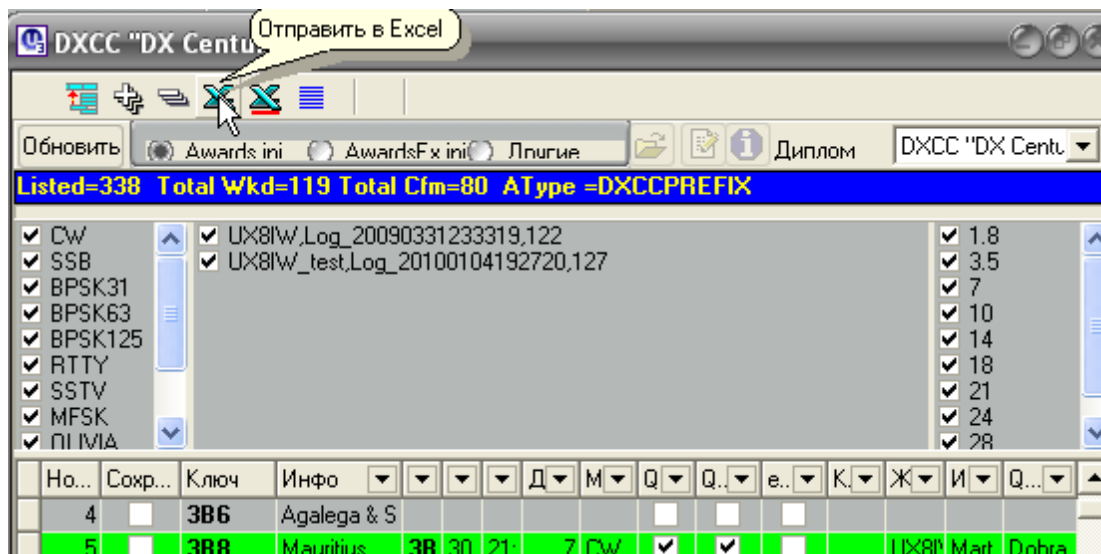 Отправить в Excel
DXCC "DX Centu
Обновить Awards.ini AwardsEx.ini Другие Диплом DXCC "DX Centu
Listed=338 Total Wkd=119 Total Cfm=80 AType =DXCCPREFIX
CW UX8IW,Log_20090331233319,122 1.8
SSB UX8IW_test,Log_20100104192720,127 3.5
BPSK31 7
BPSK63 10
BPSK125 14
RTTY 18
SSTV 21
MFSK 24
OLIVIA 28
Но... Сохр... Ключ Инфо Д М Q Q.. е.. К. Ж И Q...
4 3B6 Agalega & S
5 3B8 Mauritius 3B 30 21: 7 CW UX8I Mart Dobra